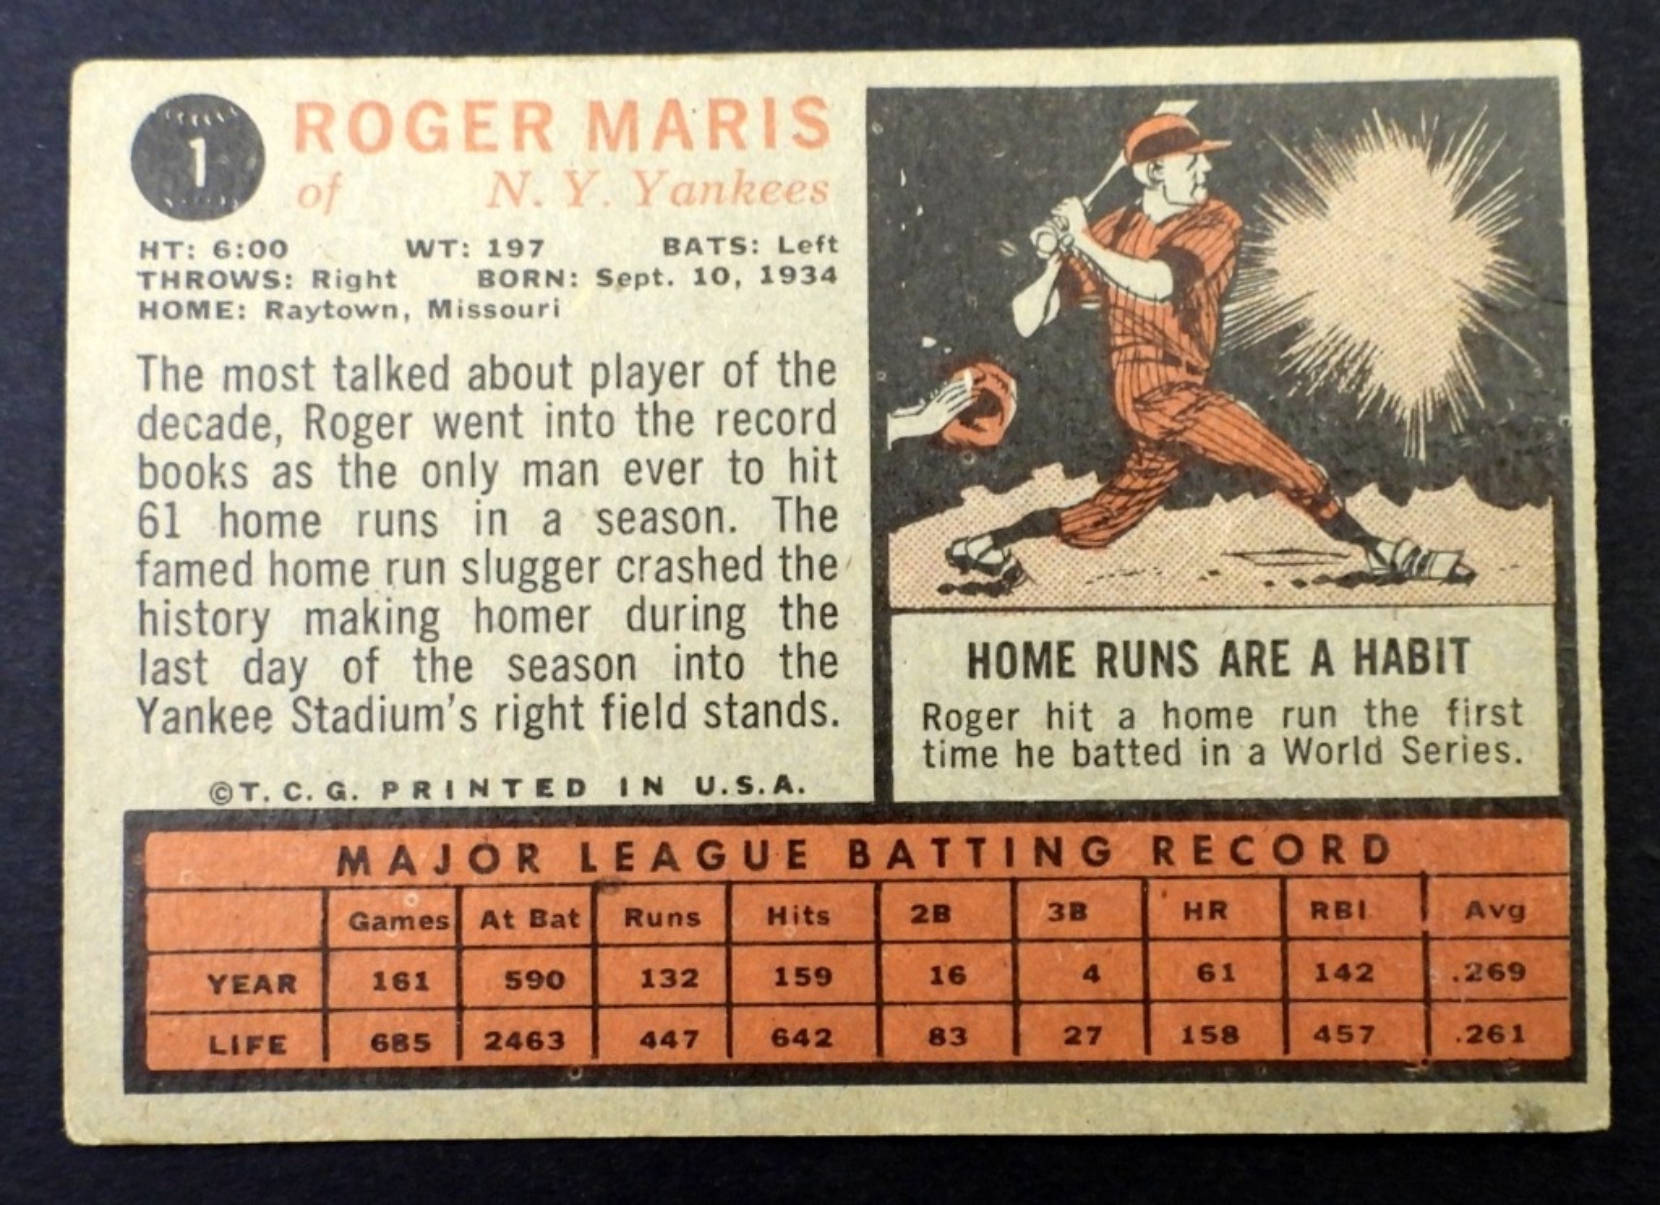 1
ROGER MARIS
of N. Y. Yankees
HT: 6:00 WT: 197 BATS: Left
THROWS: Right BORN: Sept. 10, 1934
HOME: Raytown, Missouri
The most talked about player of the
decade, Roger went into the record
books as the only man ever to hit
61 home runs in a season. The
famed home run slugger crashed the
history making homer during the
last day of the season into the
Yankee Stadium's right field stands.
©T. C. G. PRINTED IN U.S.A.
HOME RUNS ARE A HABIT
Roger hit a home run the first
time he batted in a World Series.
MAJOR LEAGUE BATTING RECORD
Games At Bat Runs Hits 2B 3B HR RBI Avg
YEAR 161 590 132 159 16 4 61 142 .269
LIFE 685 2463 447 642 83 27 158 457 .261